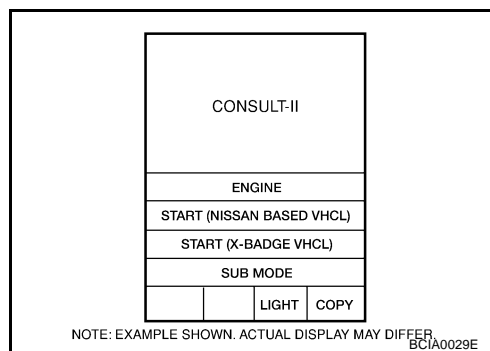 CONSULT-II
ENGINE
START (NISSAN BASED VHCL)
START (X-BADGE VHCL)
SUB MODE
LIGHT COPY
NOTE: EXAMPLE SHOWN. ACTUAL DISPLAY MAY DIFFER.
BCIA0029E